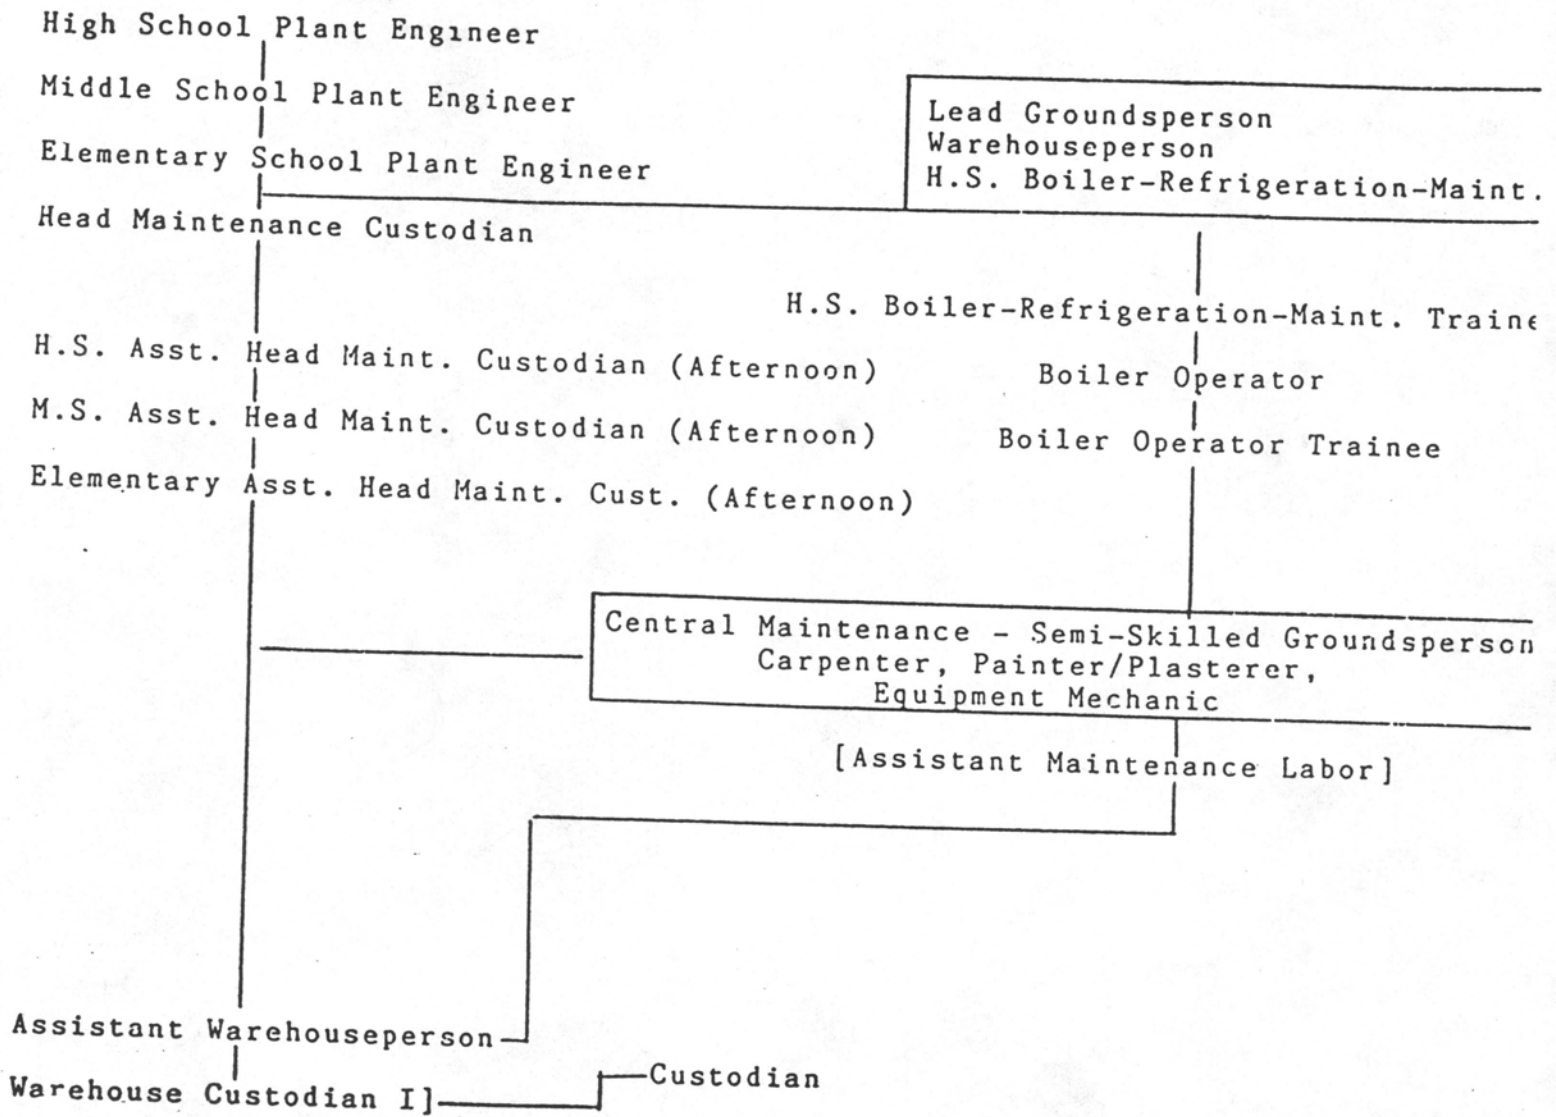 High School Plant Engineer
Middle School Plant Engineer
Elementary School Plant Engineer
Lead Groundsperson
Warehouseperson
H.S. Boiler-Refrigeration-Maint.
Head Maintenance Custodian
H.S. Boiler-Refrigeration-Maint. Traine
H.S. Asst. Head Maint. Custodian (Afternoon)
Boiler Operator
M.S. Asst. Head Maint. Custodian (Afternoon)
Boiler Operator Trainee
Elementary Asst. Head Maint. Cust. (Afternoon)
Central Maintenance - Semi-Skilled Groundsperson
Carpenter, Painter/Plasterer,
Equipment Mechanic
[Assistant Maintenance Labor]
Assistant Warehouseperson
Custodian
Warehouse Custodian I]